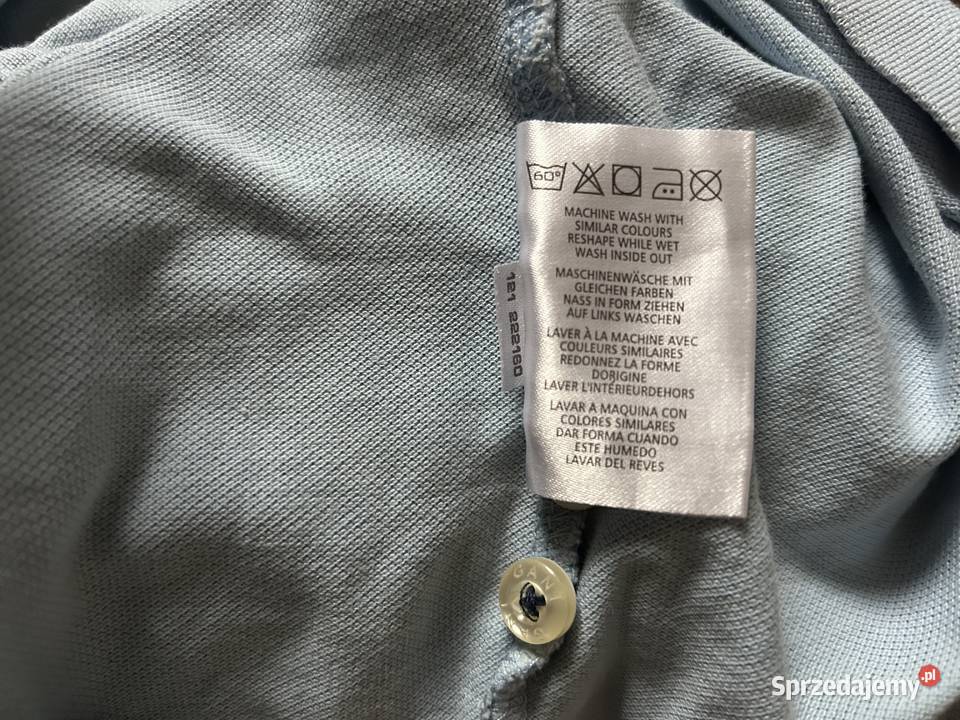 60°
MACHINE WASH WITH
SIMILAR COLOURS
RESHAPE WHILE WET
WASH INSIDE OUT
MASCHINENWÄSCHE MIT
GLEICHEN FARBEN
NASS IN FORM ZIEHEN
AUF LINKS WASCHEN
LAVER À LA MACHINE AVEC
COULEURS SIMILAIRES
REDONNEZ LA FORME
DORIGINE
LAVER L'INTÉRIEURDEHORS
LAVAR A MAQUINA CON
COLORES SIMILARES
DAR FORMA CUANDO
ESTE HUMEDO
LAVAR DEL REVES
121 222160
GANT
Sprzedajemy.pl